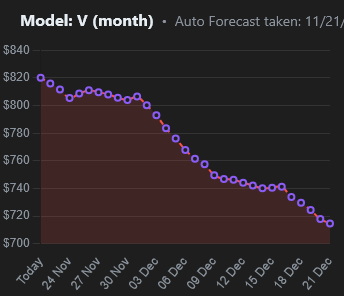 Model: V (month) • Auto Forecast taken: 11/21/
$840
$820
$800
$780
$760
$740
$720
$700
Today
24 Nov
27 Nov
30 Nov
03 Dec
06 Dec
09 Dec
12 Dec
15 Dec
18 Dec
21 Dec